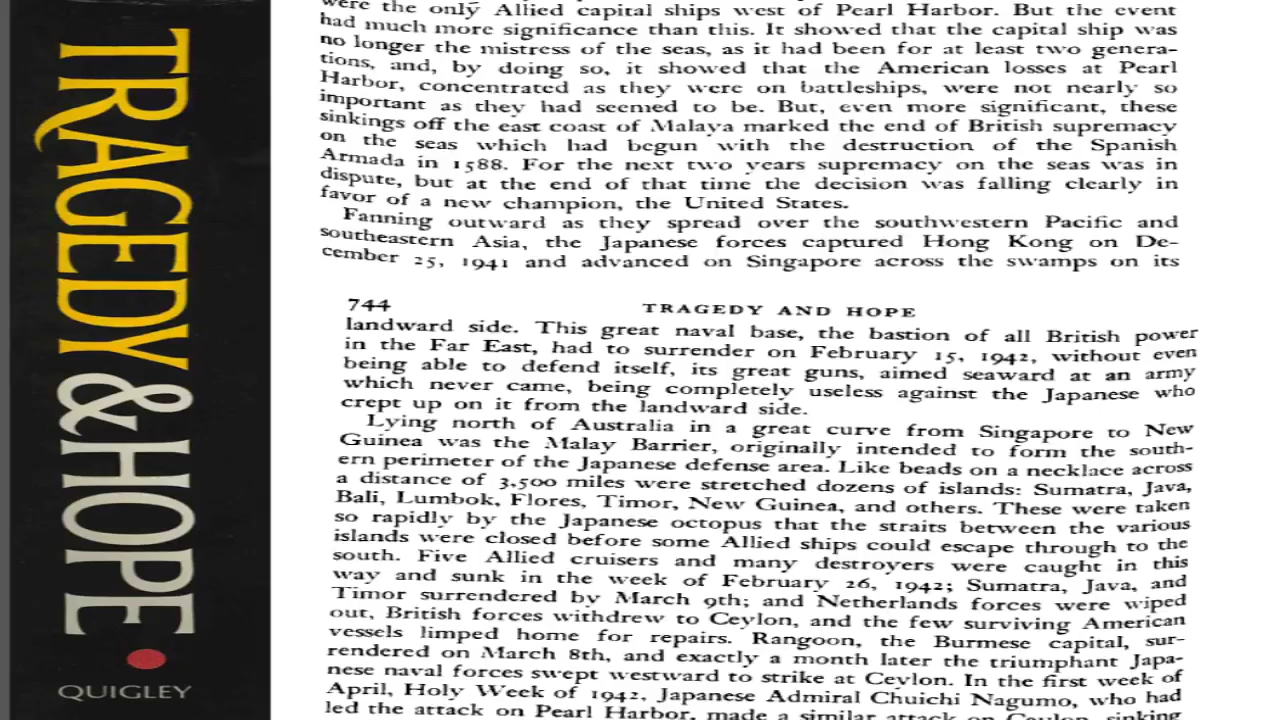 TRAGEDY & HOPE
QUIGLEY
were the only Allied capital ships west of Pearl Harbor. But the event
had much more significance than this. It showed that the capital ship was
no longer the mistress of the seas, as it had been for at least two genera-
tions, and, by doing so, it showed that the American losses at Pearl
Harbor, concentrated as they were on battleships, were not nearly so
important as they had seemed to be. But, even more significant, these
sinkings off the east coast of Malaya marked the end of British supremacy
on the seas which had begun with the destruction of the Spanish
Armada in 1588. For the next two years supremacy on the seas was in
dispute, but at the end of that time the decision was falling clearly in
favor of a new champion, the United States.
Fanning outward as they spread over the southwestern Pacific and
southeastern Asia, the Japanese forces captured Hong Kong on De-
cember 25, 1941 and advanced on Singapore across the swamps on its
744 TRAGEDY AND HOPE
landward side. This great naval base, the bastion of all British power
in the Far East, had to surrender on February 15, 1942, without even
being able to defend itself, its great guns, aimed seaward at an army
which never came, being completely useless against the Japanese who
crept up on it from the landward side.
Lying north of Australia in a great curve from Singapore to New
Guinea was the Malay Barrier, originally intended to form the south-
ern perimeter of the Japanese defense area. Like beads on a necklace across
a distance of 3,500 miles were stretched dozens of islands: Sumatra, Java,
Bali, Lumbok, Flores, Timor, New Guinea, and others. These were taken
so rapidly by the Japanese octopus that the straits between the various
islands were closed before some Allied ships could escape through to the
south. Five Allied cruisers and many destroyers were caught in this
way and sunk in the week of February 26, 1942; Sumatra, Java, and
Timor surrendered by March 9th; and Netherlands forces were wiped
out, British forces withdrew to Ceylon, and the few surviving American
vessels limped home for repairs. Rangoon, the Burmese capital, sur-
rendered on March 8th, and exactly a month later the triumphant Japa-
nese naval forces swept westward to strike at Ceylon. In the first week of
April, Holy Week of 1942, Japanese Admiral Chuichi Nagumo, who had
led the attack on Pearl Harbor, made a similar attack on Ceylon, sinking